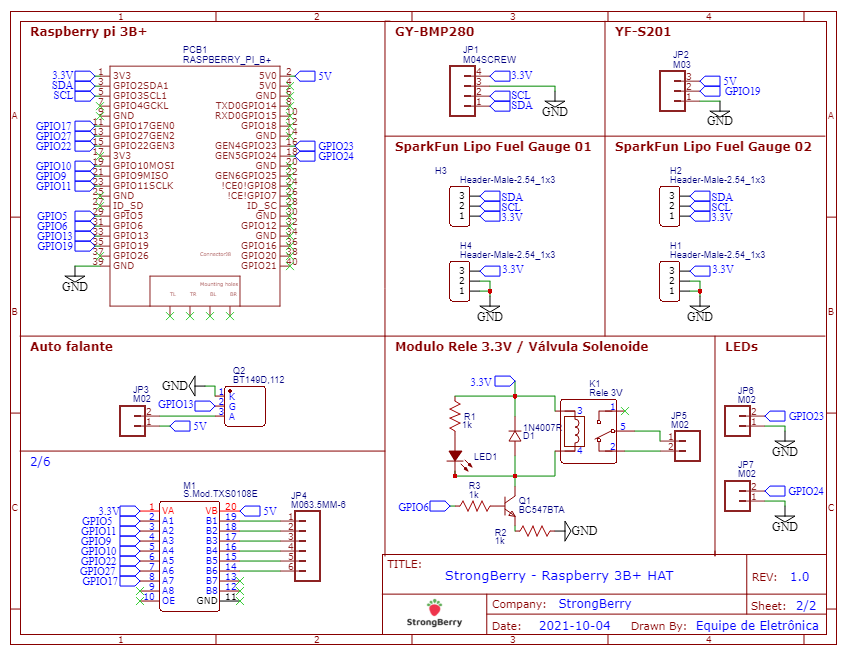 1 2 3 4
Raspberry pi 3B+
PCB1
RASPBERRY_PI_B+
3.3V 1 3V3 5V0 2 5V
SDA 3 GPIO2SDA1 5V0 4
SCL 5 GPIO3SCL1 GND 6
7 GPIO4GCKL TXD0GPIO14 8
9 GND RXD0GPIO15 10
GPIO17 11 GPIO17GEN0 GPIO18 12
GPIO27 13 GPIO27GEN2 GND 14
GPIO22 15 GPIO22GEN3 GEN4GPIO23 16 GPIO23
17 3V3 GEN5GPIO24 18 GPIO24
GPIO10 19 GPIO10MOSI GND 20
GPIO9 21 GPIO9MISO GEN6GPIO25 22
GPIO11 23 GPIO11SCLK !CE0!GPIO8 24
25 GND !CE!GPIO7 26
27 ID_SD ID_SC 28
GPIO5 29 GPIO5 GND 30
GPIO6 31 GPIO6 GPIO12 32
GPIO13 33 GPIO13 GND 34
GPIO19 35 GPIO19 GPIO16 36
37 GPIO26 GPIO20 38
39 GND GPIO21 40
GND
ConnectorIB
Mounting holes
TL TR BL BR
GY-BMP280
JP1
M04SCREW
4 3.3V
3
2 SCL
1 SDA
GND
YF-S201
JP2
M03
3 5V
2 GPIO19
1
GND
SparkFun Lipo Fuel Gauge 01
H3
Header-Male-2.54_1x3
3 SDA
2 SCL
1 3.3V
H4
Header-Male-2.54_1x3
3 3.3V
2
1
GND
SparkFun Lipo Fuel Gauge 02
H2
Header-Male-2.54_1x3
3 SDA
2 SCL
1 3.3V
H1
Header-Male-2.54_1x3
3 3.3V
2
1
GND
Auto falante
JP3
M02
2
1
5V
GND
GPIO13
Q2
BT149D,112
1 K
2 G
3 A
Modulo Rele 3.3V / Válvula Solenoide
3.3V
R1
1k
LED1
1N4007R
D1
K1
Rele 3V
3 1
5
4 2
JP5
M02
1
2
GPIO6
R3
1k
Q1
BC547BTA
R2
1k
GND
LEDs
JP6
M02
2 GPIO23
1
GND
JP7
M02
2 GPIO24
1
GND
2/6
M1
S.Mod.TXS0108E
3.3V 1 VA VB 20 5V
GPIO5 2 A1 B1 19
GPIO11 3 A2 B2 18
GPIO9 4 A3 B3 17
GPIO10 5 A4 B4 16
GPIO22 6 A5 B5 15
GPIO27 7 A6 B6 14
GPIO17 8 A7 B7 13
9 A8 B8 12
10 OE GND 11
JP4
M063.5MM-6
1
2
3
4
5
6
TITLE:
StrongBerry - Raspberry 3B+ HAT
REV: 1.0
StrongBerry
Company: StrongBerry
Sheet: 2/2
Date: 2021-10-04 Drawn By: Equipe de Eletrônica
A A
B B
C C
1 2 3 4